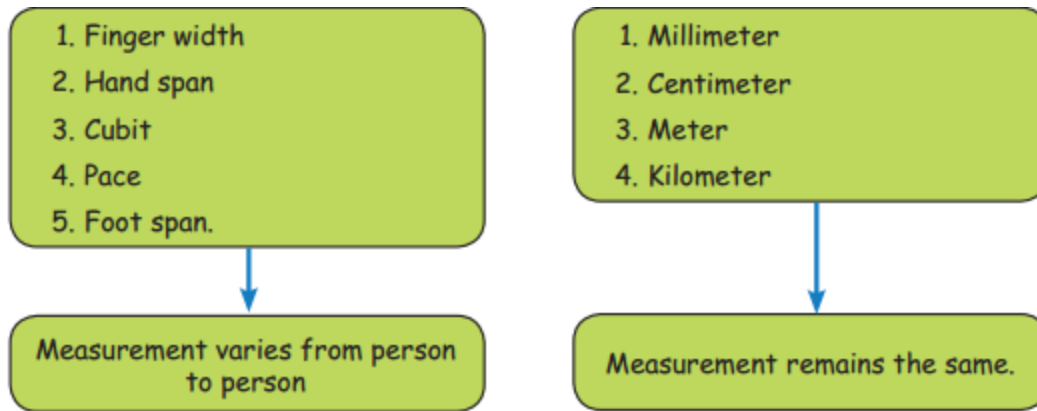 1. Finger width
2. Hand span
3. Cubit
4. Pace
5. Foot span.
Measurement varies from person
to person
1. Millimeter
2. Centimeter
3. Meter
4. Kilometer
Measurement remains the same.